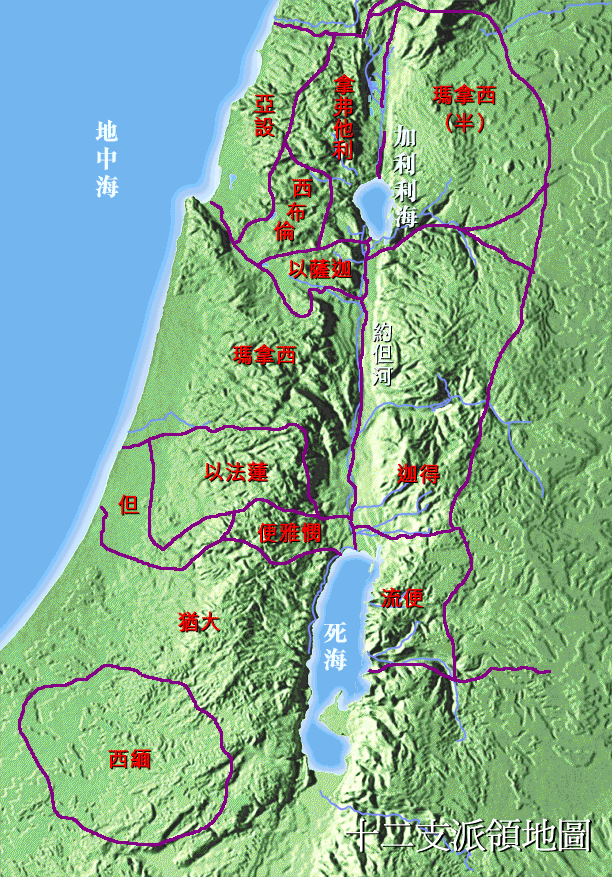 拿弗他利
亞設
瑪拿西
（半）
地中海
加利利海
西布倫
以薩迦
約但河
瑪拿西
以法蓮
迦得
但
便雅憫
流便
猶大
死海
西緬
十二支派領地圖